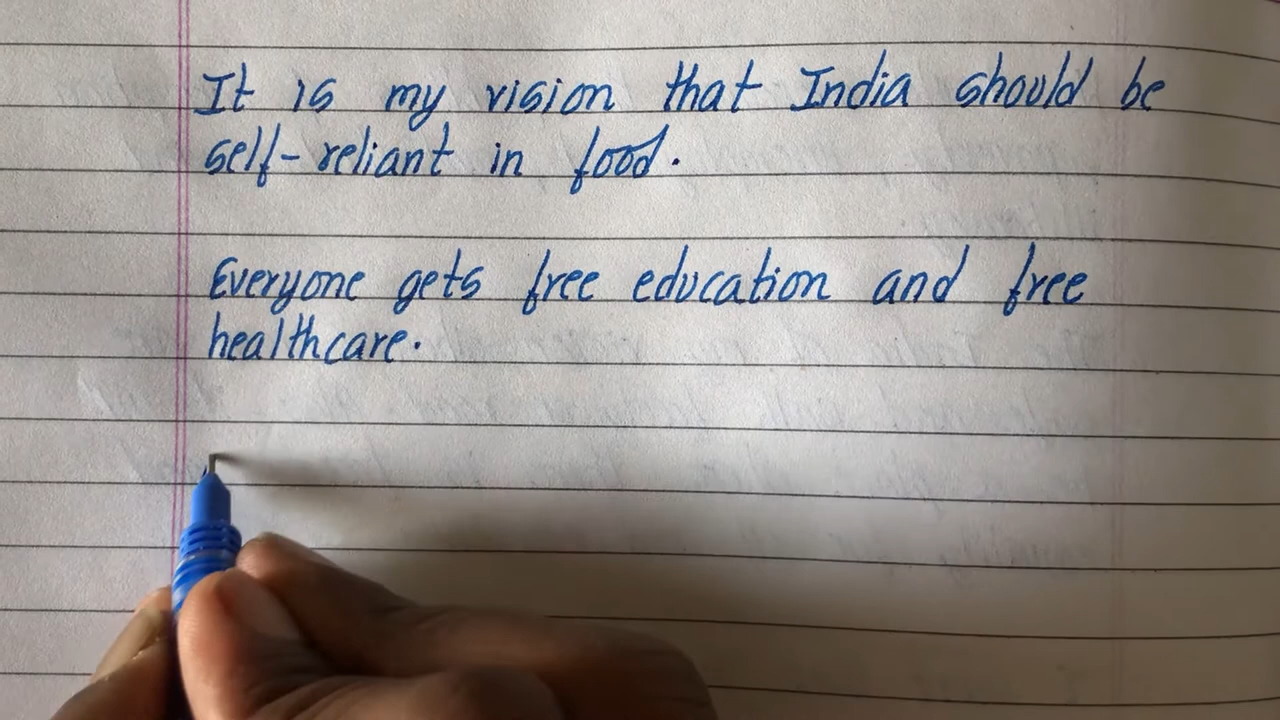 It is my vision that India should be
self-reliant in food.
Everyone gets free education and free
healthcare.